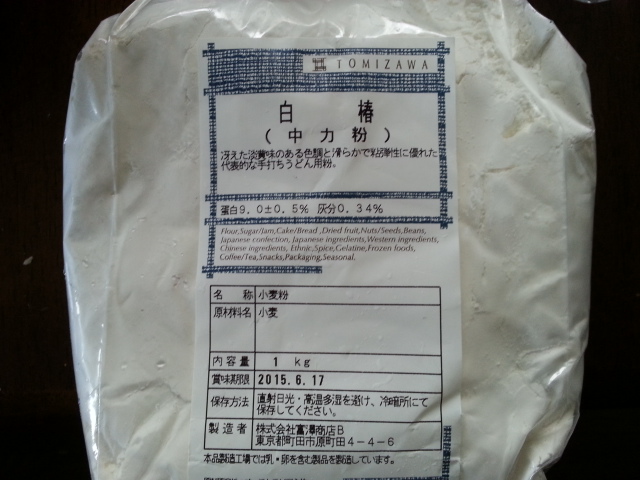 TOMIZAWA
白椿
(中力粉)
冴えた淡黄味のある色調と滑らかで粘弾性に優れた
代表的な手打ちうどん用粉。
蛋白9.0±0.5% 灰分0.34%
Flour,Sugar/Jam,Cake/Bread ,Dried fruit,Nuts/Seeds,Beans,
Japanese confection, Japanese ingredients,Western ingredients,
Chinese ingredients, Ethnic,Spice,Gelatine,Frozen foods,
Coffee/Tea,Snacks,Packaging,Seasonal.
名称 小麦粉
原材料名 小麦
内容量 1 kg
賞味期限 2015.6.17
保存方法 直射日光・高温多湿を避け、冷暗所にて
保存してください。
製造者 株式会社富澤商店B
東京都町田市原町田4-4-6
本品製造工場では乳・卵を含む製品を製造しています。